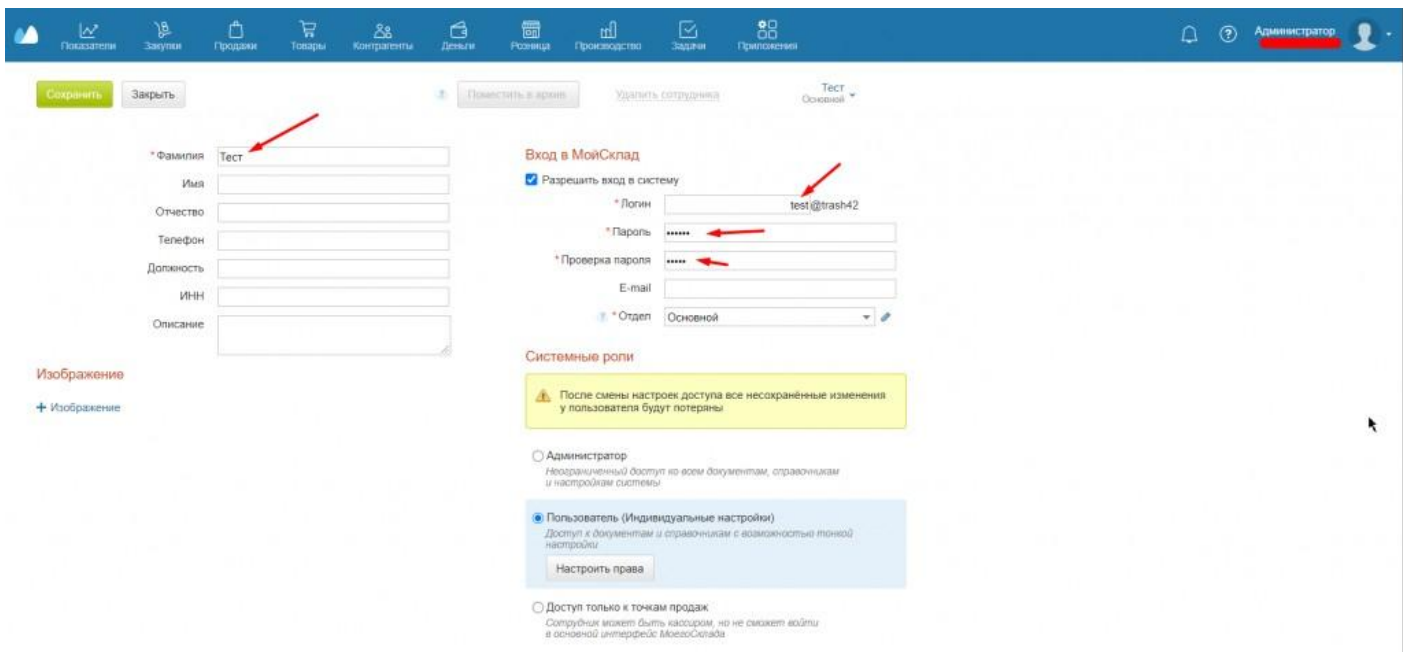 Показатели Закупки Продажи Товары Контрагенты Деньги Розница Производство Задачи Приложения Администратор
Сохранить Закрыть Поместить в архив Удалить сотрудника Тест
Основной
* Фамилия Тест
Имя
Отчество
Телефон
Должность
ИНН
Описание
Изображение
+ Изображение
Вход в МойСклад
Разрешить вход в систему
* Логин test@trash42
* Пароль ••••••
* Проверка пароля •••••
E-mail
? * Отдел Основной
Системные роли
После смены настроек доступа все несохранённые изменения
у пользователя будут потеряны
Администратор
Неограниченный доступ ко всем документам, справочникам
и настройкам системы
Пользователь (Индивидуальные настройки)
Доступ к документам и справочникам с возможностью тонкой
настройки
Настроить права
Доступ только к точкам продаж
Сотрудник может быть кассиром, но не сможет войти
в основной интерфейс МоегоСклада